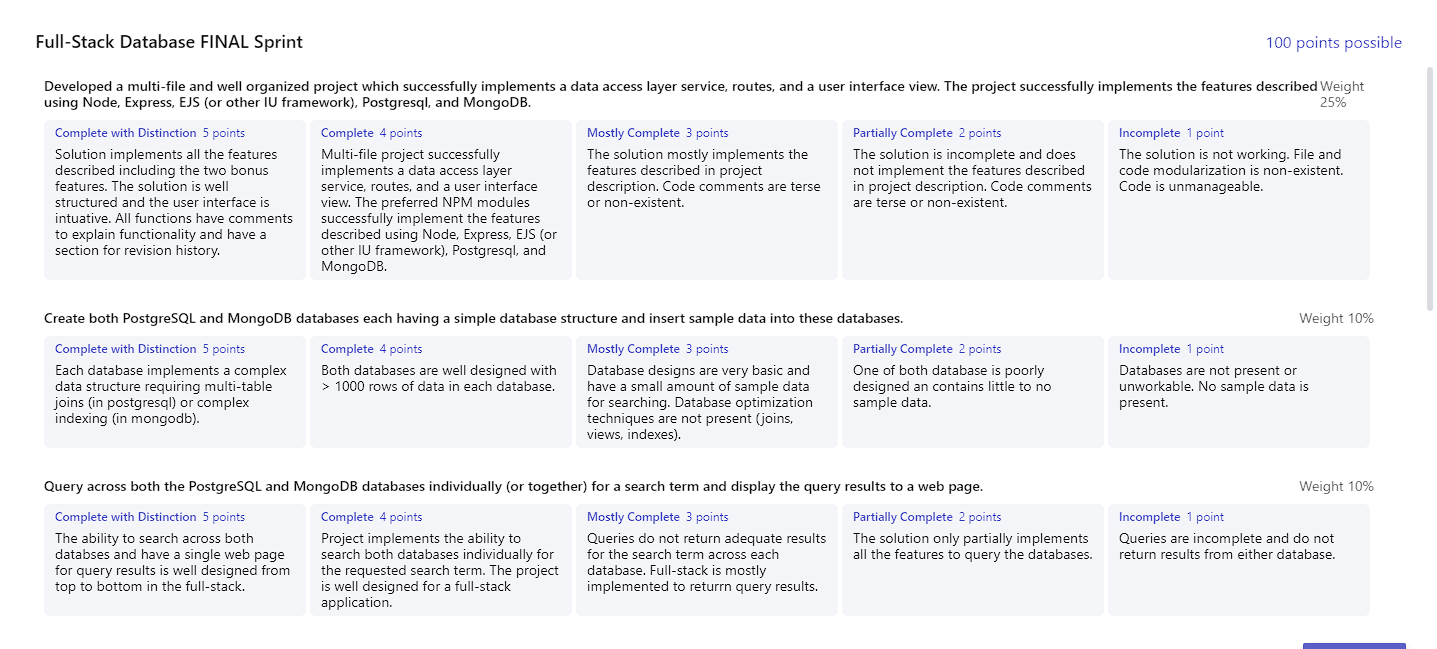 Full-Stack Database FINAL Sprint
100 points possible
Developed a multi-file and well organized project which successfully implements a data access layer service, routes, and a user interface view. The project successfully implements the features described
using Node, Express, EJS (or other IU framework), Postgresql, and MongoDB.
Weight
25%
Complete with Distinction 5 points
Solution implements all the features
described including the two bonus
features. The solution is well
structured and the user interface is
intuative. All functions have comments
to explain functionality and have a
section for revision history.
Complete 4 points
Multi-file project successfully
implements a data access layer
service, routes, and a user interface
view. The preferred NPM modules
successfully implement the features
described using Node, Express, EJS (or
other IU framework), Postgresql, and
MongoDB.
Mostly Complete 3 points
The solution mostly implements the
features described in project
description. Code comments are terse
or non-existent.
Partially Complete 2 points
The solution is incomplete and does
not implement the features described
in project description. Code comments
are terse or non-existent.
Incomplete 1 point
The solution is not working. File and
code modularization is non-existent.
Code is unmanageable.
Create both PostgreSQL and MongoDB databases each having a simple database structure and insert sample data into these databases.
Weight 10%
Complete with Distinction 5 points
Each database implements a complex
data structure requiring multi-table
joins (in postgresql) or complex
indexing (in mongodb).
Complete 4 points
Both databases are well designed with
> 1000 rows of data in each database.
Mostly Complete 3 points
Database designs are very basic and
have a small amount of sample data
for searching. Database optimization
techniques are not present (joins,
views, indexes).
Partially Complete 2 points
One of both database is poorly
designed an contains little to no
sample data.
Incomplete 1 point
Databases are not present or
unworkable. No sample data is
present.
Query across both the PostgreSQL and MongoDB databases individually (or together) for a search term and display the query results to a web page.
Weight 10%
Complete with Distinction 5 points
The ability to search across both
databses and have a single web page
for query results is well designed from
top to bottom in the full-stack.
Complete 4 points
Project implements the ability to
search both databases individually for
the requested search term. The project
is well designed for a full-stack
application.
Mostly Complete 3 points
Queries do not return adequate results
for the search term across each
database. Full-stack is mostly
implemented to returrn query results.
Partially Complete 2 points
The solution only partially implements
all the features to query the databases.
Incomplete 1 point
Queries are incomplete and do not
return results from either database.